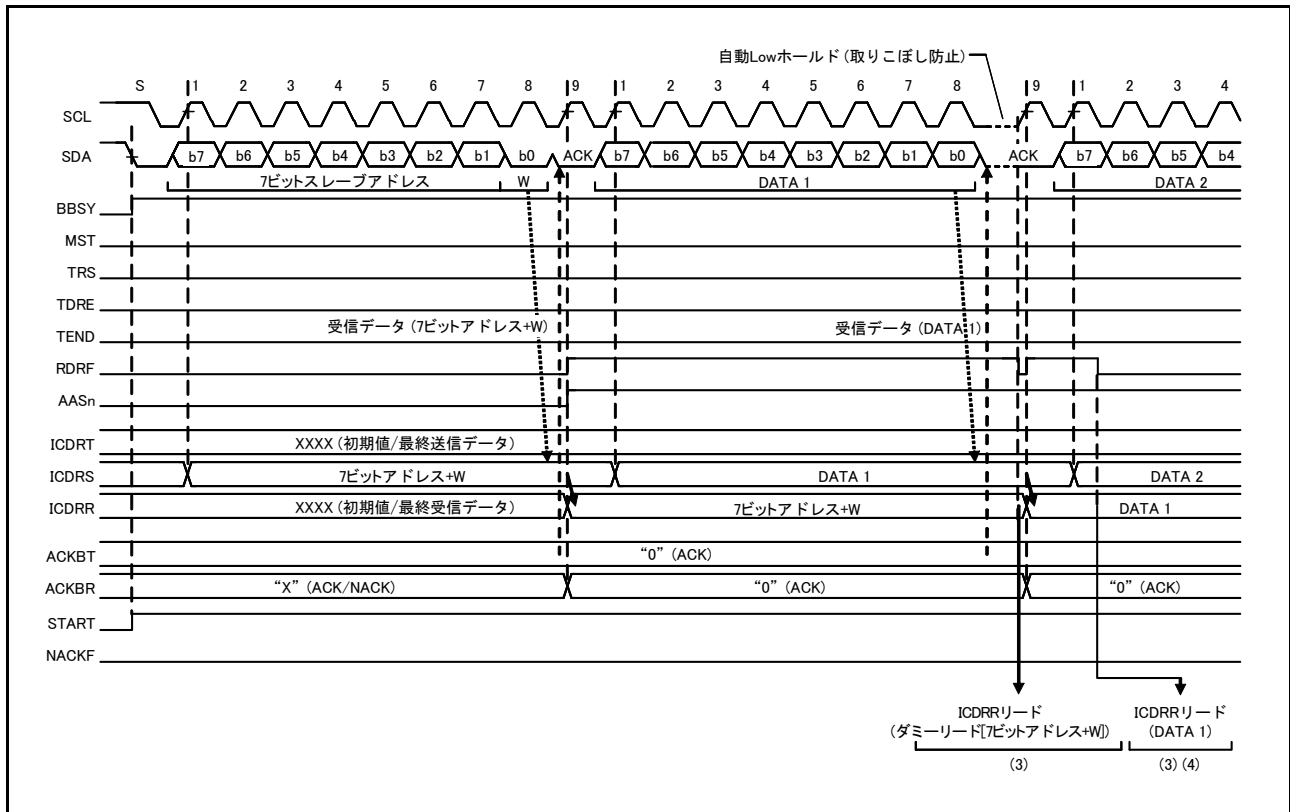 自動Lowホールド(取りこぼし防止)
S 1 2 3 4 5 6 7 8 9 1 2 3 4 5 6 7 8 9 1 2 3 4
SCL
SDA b7 b6 b5 b4 b3 b2 b1 b0 ACK b7 b6 b5 b4 b3 b2 b1 b0 ACK b7 b6 b5 b4
7ビットスレーブアドレス W DATA 1 DATA 2
BBSY
MST
TRS
TDRE
TEND 受信データ(7ビットアドレス+W) 受信データ(DATA 1)
RDRF
AASn
ICDRT XXXX(初期値/最終送信データ)
ICDRS 7ビットアドレス+W DATA 1 DATA 2
ICDRR XXXX(初期値/最終受信データ) 7ビットアドレス+W DATA 1
ACKBT “0”(ACK)
ACKBR “X”(ACK/NACK) “0”(ACK) “0”(ACK)
START
NACKF
ICDRRリード ICDRRリード
(ダミーリード[7ビットアドレス+W]) (DATA 1)
(3) (3)(4)